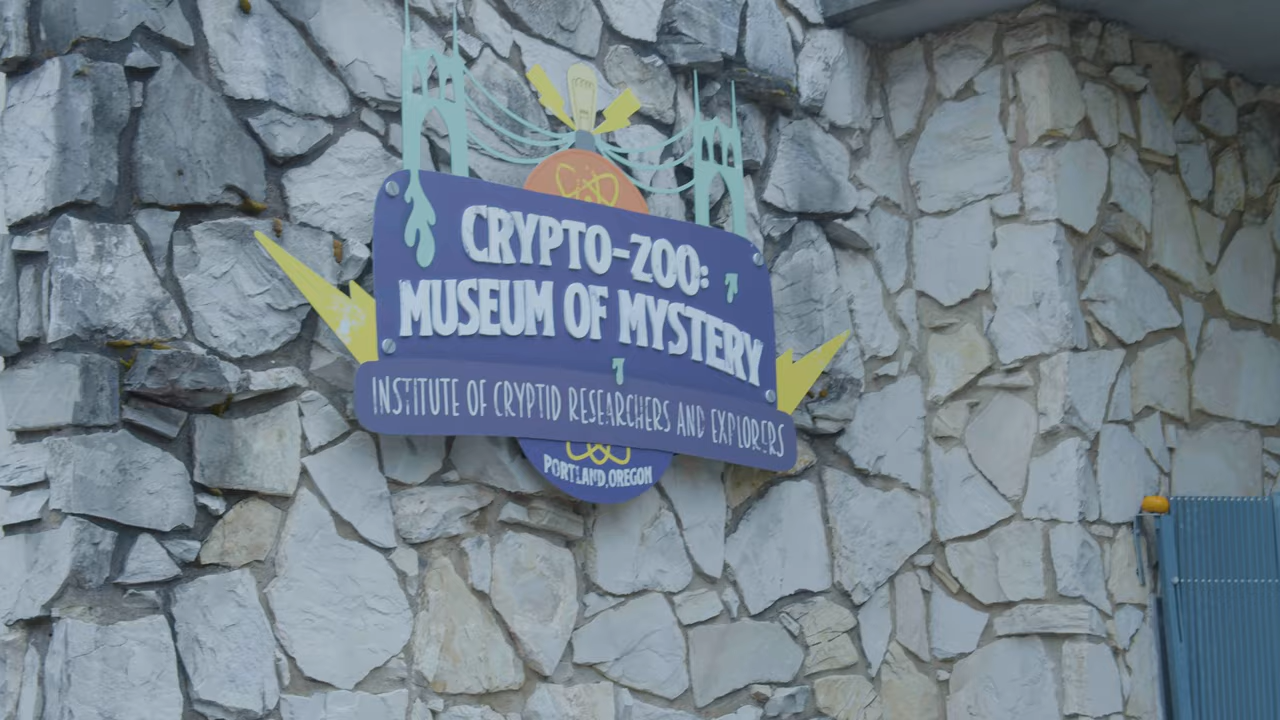 CRYPTO-ZOO:
MUSEUM OF MYSTERY
INSTITUTE OF CRYPTID RESEARCHERS AND EXPLORERS
PORTLAND, OREGON